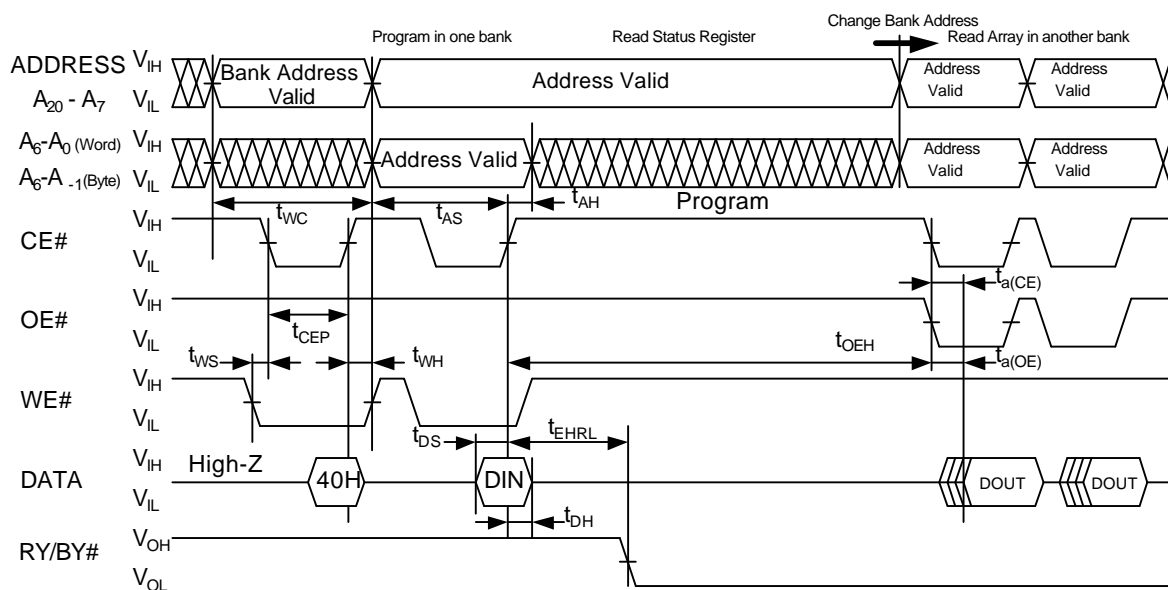 Change Bank Address
Program in one bank
Read Status Register
Read Array in another bank
ADDRESS
A20 - A7
VIH
VIL
Bank Address
Valid
Address Valid
Address
Valid
Address
Valid
A6-A0 (Word)
A6-A -1(Byte)
VIH
VIL
Address Valid
Address
Valid
Address
Valid
tWC
tAS
tAH
Program
CE#
VIH
VIL
ta(CE)
OE#
VIH
VIL
tCEP
tOEH
ta(OE)
tWS
tWH
WE#
VIH
VIL
tDS
tEHRL
DATA
VIH
VIL
High-Z
40H
DIN
DOUT
DOUT
tDH
RY/BY#
VOH
VOL